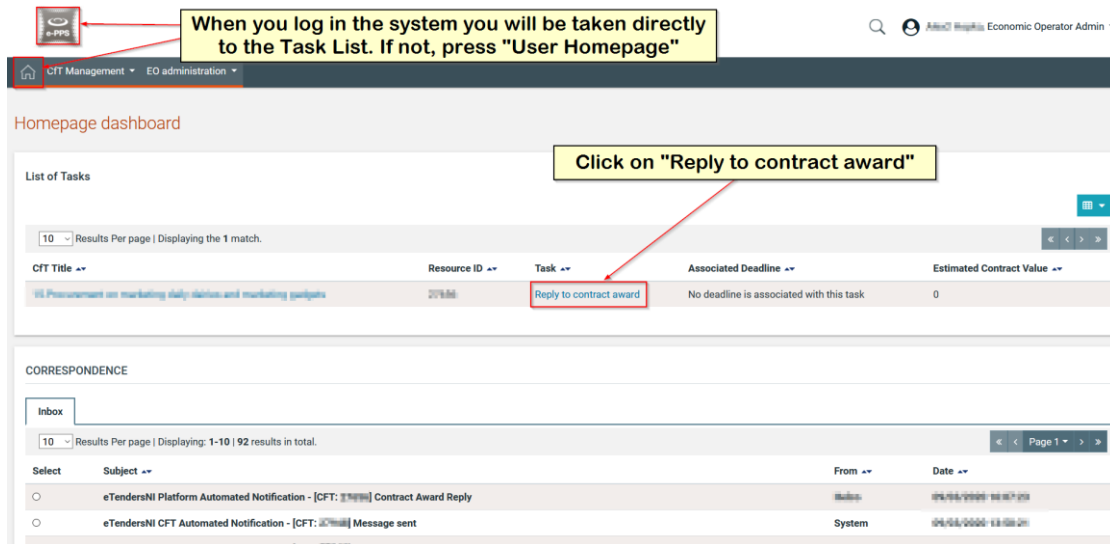 e-PPS
When you log in the system you will be taken directly
to the Task List. If not, press "User Homepage"
Economic Operator Admin
CfT Management EO administration
Homepage dashboard
Click on "Reply to contract award"
List of Tasks
10 Results Per page | Displaying the 1 match.
CfT Title Resource ID Task Associated Deadline Estimated Contract Value
Reply to contract award No deadline is associated with this task 0
CORRESPONDENCE
Inbox
10 Results Per page | Displaying: 1-10 | 92 results in total. Page 1
Select Subject From Date
eTendersNI Platform Automated Notification - [CFT: ] Contract Award Reply
eTendersNI CFT Automated Notification - [CFT: ] Message sent System